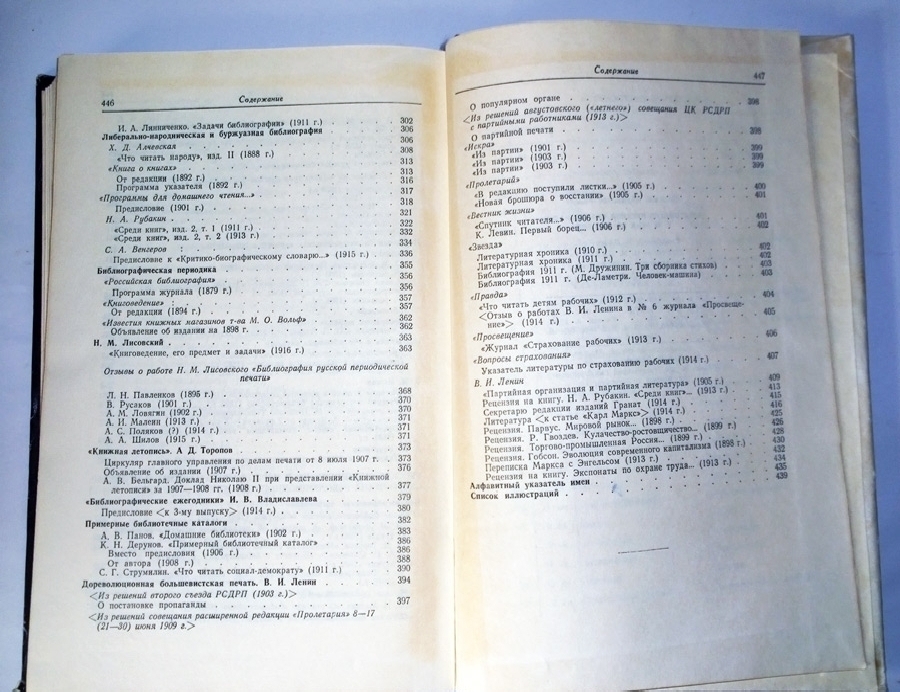 446
Содержание
И. А. Линниченко. «Задачи библиографии» (1911 г.) 302
Либерально-народническая и буржуазная библиография 306
Х. Д. Алчевская 306
«Что читать народу», изд. II (1888 г.) 308
«Книга о книгах» 313
От редакции (1892 г.) 313
Программа указателя (1892 г.) 316
«Программы для домашнего чтения...» 317
Предисловие (1901 г.) 318
Н. А. Рубакин 321
«Среди книг», изд. 2, т. 1 (1911 г.) 322
«Среди книг», изд. 2, т. 2 (1913 г.) 332
С. А. Венгеров 334
Предисловие к «Критико-биографическому словарю...» (1915 г.) 336
Библиографическая периодика 355
«Российская библиография» 356
Программа журнала (1879 г.) 356
«Книговедение» 357
От редакции (1894 г.) 357
«Известия книжных магазинов т-ва М. О. Вольф» 362
Объявление об издании на 1898 г. 362
Н. М. Лисовский 363
«Книговедение, его предмет и задачи» (1916 г.) 363
Отзывы о работе Н. М. Лисовского «Библиография русской периодической
печати»
Л. Н. Павленков (1895 г.) 368
В. Русаков (1901 г.) 370
А. М. Ловягин (1902 г.) 370
А. И. Малеин (1913 г.) 371
А. С. Поляков (?) (1914 г.) 371
А. А. Шилов (1915 г.) 371
«Книжная летопись». А. Д. Торопов 373
Циркуляр главного управления по делам печати от 8 июля 1907 г. 373
Объявление об издании (1907 г.) 376
А. В. Бельгард. Доклад Николаю II при представлении «Книжной
летописи» за 1907—1908 гг. (1908 г.) 377
«Библиографические ежегодники» И. В. Владиславлева 379
Предисловие <к 3-му выпуску> (1914 г.) 380
Примерные библиотечные каталоги 382
А. В. Панов. «Домашние библиотеки» (1902 г.) 383
К. Н. Дерунов. «Примерный библиотечный каталог» 386
Вместо предисловия (1906 г.) 386
От автора (1908 г.) 388
С. Г. Струмилин. «Что читать социал-демократу» (1911 г.) 390
Дореволюционная большевистская печать. В. И. Ленин 394
<Из решений второго съезда РСДРП (1903 г.)>
О постановке пропаганды 397
<Из решений совещания расширенной редакции «Пролетария» 8—17
(21—30) июня 1909 г.>
Содержание
447
О популярном органе 398
<Из решений августовского («летнего») совещания ЦК РСДРП
с партийными работниками (1913 г.)>
О партийной печати 398
«Искра»
«Из партии» (1901 г.) 399
«Из партии» (1903 г.) 399
«Из партии» (1903 г.) 399
«Пролетарий»
«В редакцию поступили листки...» (1905 г.) 400
«Новая брошюра о восстании» (1905 г.) 401
«Вестник жизни»
«Спутник читателя...» (1906 г.) 401
К. Левин. Первый борец... (1906 г.) 402
«Звезда»
Литературная хроника (1910 г.) 402
Литературная хроника (1911 г.) 402
Библиография 1911 г. (М. Дружинин. Три сборника стихов) 403
Библиография 1911 г. (Де-Ламетри. Человек-машина) 403
«Правда»
«Что читать детям рабочих» (1912 г.) 404
<Отзыв о работах В. И. Ленина в № 6 журнала «Просвеще-
ние»> (1914 г.) 405
«Просвещение»
«Журнал «Страхование рабочих» (1913 г.) 406
«Вопросы страхования»
Указатель литературы по страхованию рабочих (1914 г.) 407
В. И. Ленин
«Партийная организация и партийная литература» (1905 г.) 409
Рецензия на книгу. Н. А. Рубакин. «Среди книг»... (1913 г.) 413
Секретарю редакции изданий Гранат (1914 г.) 415
Литература <к статье «Карл Маркс»> (1914 г.) 416
Рецензия. Парвус. Мировой рынок... (1898 г.) 425
Рецензия. Р. Гвоздев. Кулачество-ростовщичество... (1899 г.) 426
Рецензия. Торгово-промышленная Россия... (1899 г.) 428
Рецензия. Гобсон. Эволюция современного капитализма (1898 г.) 430
Переписка Маркса с Энгельсом (1913 г.) 432
Рецензия на книгу. Экспонаты по охране труда... (1913 г.) 434
Алфавитный указатель имен 435
Список иллюстраций 439